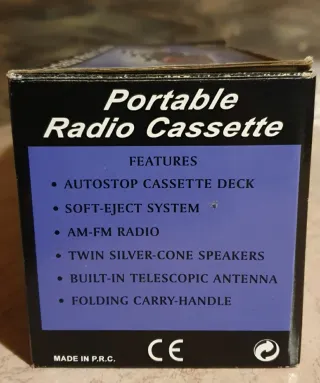 Portable
Radio Cassette
FEATURES
• AUTOSTOP CASSETTE DECK
• SOFT-EJECT SYSTEM
• AM-FM RADIO
• TWIN SILVER-CONE SPEAKERS
• BUILT-IN TELESCOPIC ANTENNA
• FOLDING CARRY-HANDLE
MADE IN P.R.C. CE